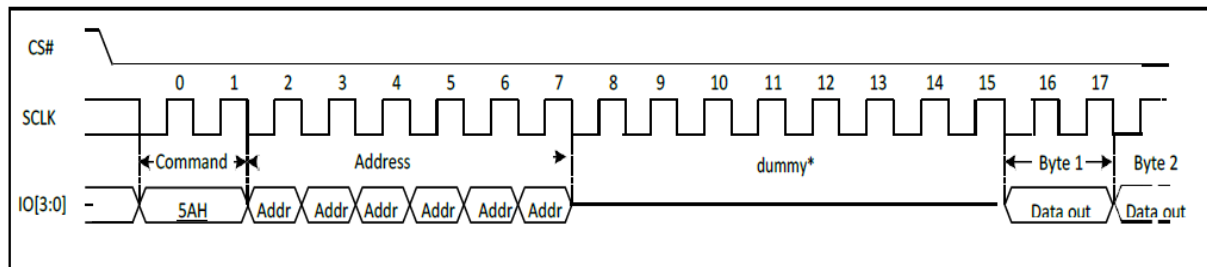 CS#
0 1 2 3 4 5 6 7 8 9 10 11 12 13 14 15 16 17
SCLK
Command Address dummy* Byte 1 Byte 2
IO[3:0] 5AH Addr Addr Addr Addr Addr Addr Data out Data out